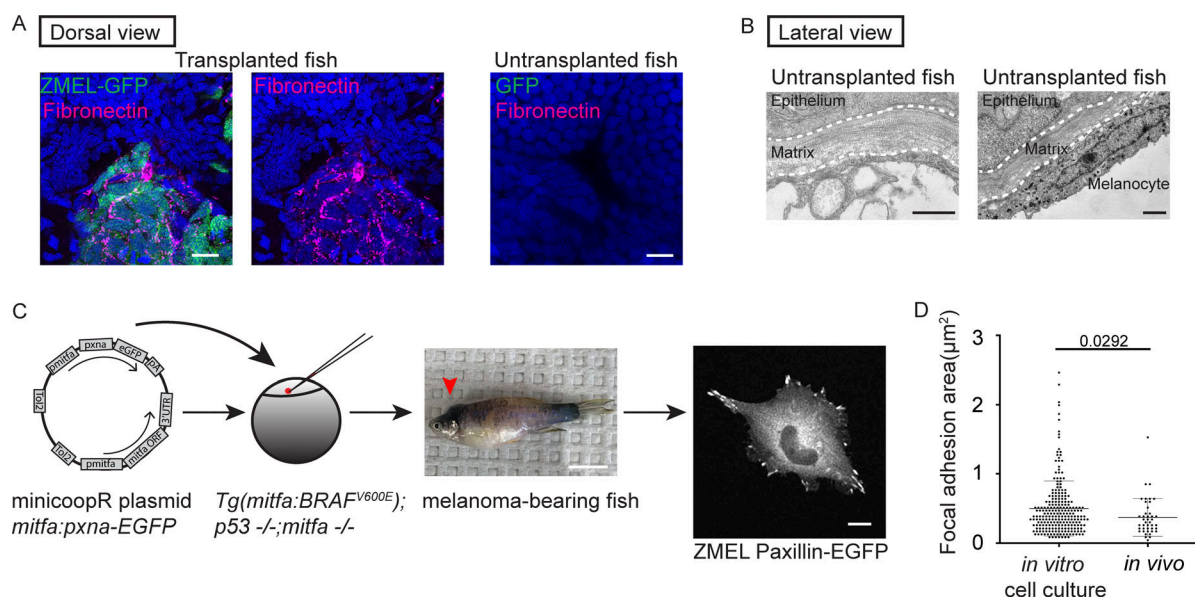 A
Dorsal view
Transplanted fish
Untransplanted fish
ZMEL-GFP
Fibronectin
Fibronectin
GFP
Fibronectin
B
Lateral view
Untransplanted fish
Untransplanted fish
Epithelium
Matrix
Epithelium
Matrix
Melanocyte
C
pmitfa
pxna
eGFP
pA
Tol2
3'UTR
Tol2
pmitfa
mitfa ORF
minicoopR plasmid
mitfa:pxna-EGFP
Tg(mitfa:BRAFV600E);
p53 -/-;mitfa -/-
melanoma-bearing fish
ZMEL Paxillin-EGFP
D
Focal adhesion area(µm²)
3
2
1
0
0.0292
in vitro
cell culture
in vivo